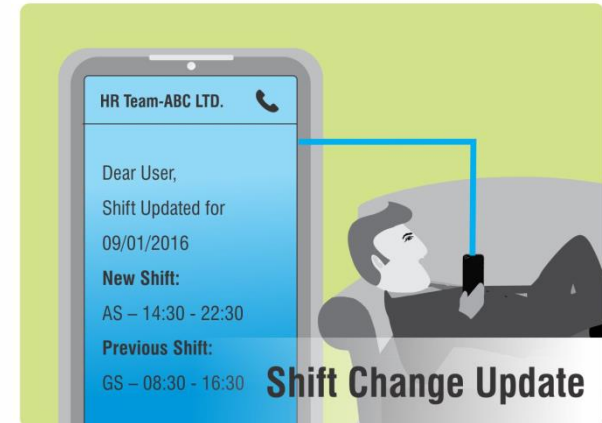 HR Team-ABC LTD.
Dear User,
Shift Updated for
09/01/2016
New Shift:
AS – 14:30 - 22:30
Previous Shift:
GS – 08:30 - 16:30
Shift Change Update